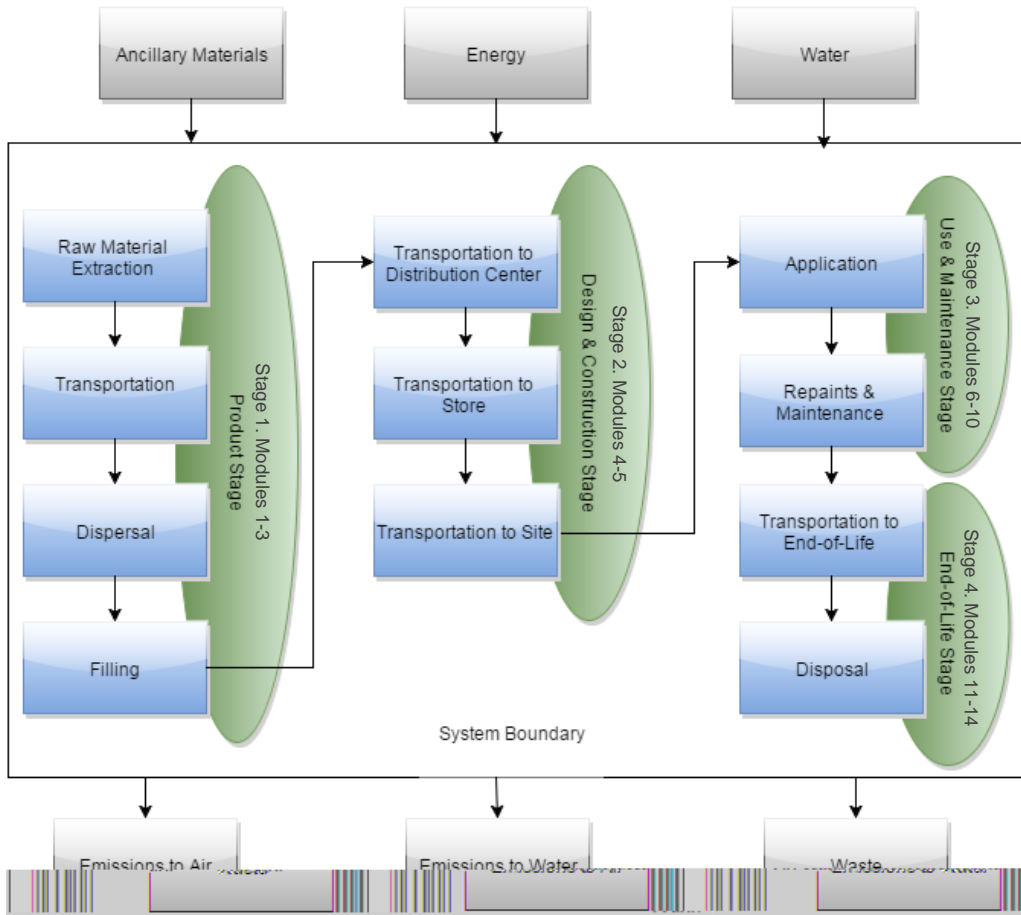 Ancillary Materials
Energy
Water
Raw Material
Extraction
Transportation
Dispersal
Filling
Stage 1. Modules 1-3
Product Stage
Transportation to
Distribution Center
Transportation to
Store
Transportation to Site
Stage 2. Modules 4-5
Design & Construction Stage
Application
Repaints &
Maintenance
Stage 3. Modules 6-10
Use & Maintenance Stage
Transportation to
End-of-Life
Disposal
Stage 4. Modules 11-14
End-of-Life Stage
System Boundary
Emissions to Air
Emissions to Water
Waste